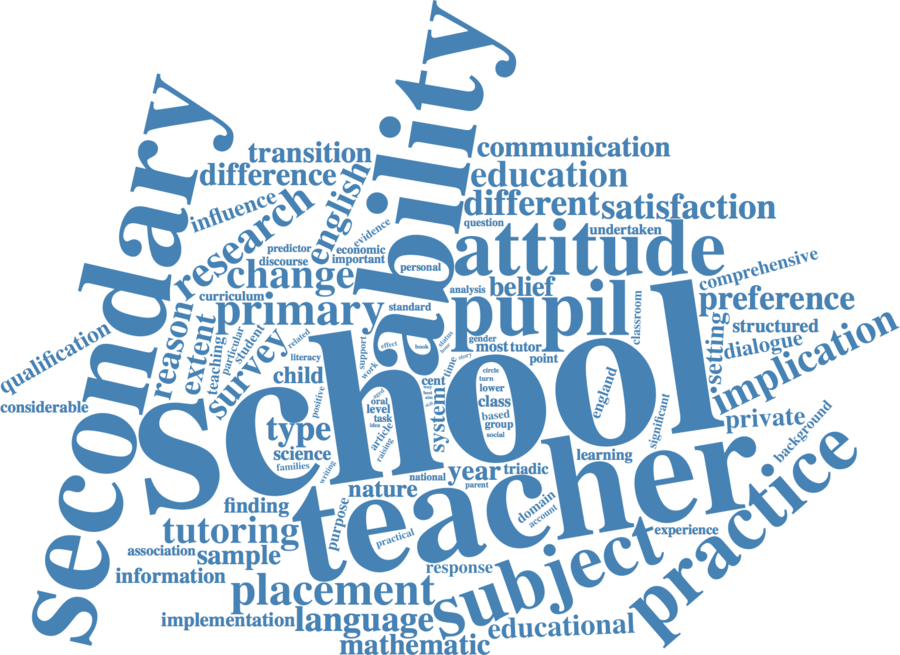 ability
secondary
transition
communication
difference
education
english
influence
research
different
satisfaction
question
undertaken
evidence
attitude
predictor
economic
discourse
important
personal
change
comprehensive
curriculum
analysis
belief
preference
primary
standard
pupil
classroom
structured
reason
extent
teaching
particular
student
survey
related
support
effect
book
status
gender
most
tutor
dialogue
setting
implication
qualification
literacy
work
time
story
point
considerable
child
school
positive
aged
cent
circle
turn
lower
class
england
oral
level
task
idea
based
group
social
system
significant
private
background
type
article
raising
science
families
learning
writing
national
year
triadic
parent
nature
finding
teacher
purpose
domain
account
practical
practice
tutoring
experience
association
sample
subject
information
response
placement
implementation
language
educational
mathematic